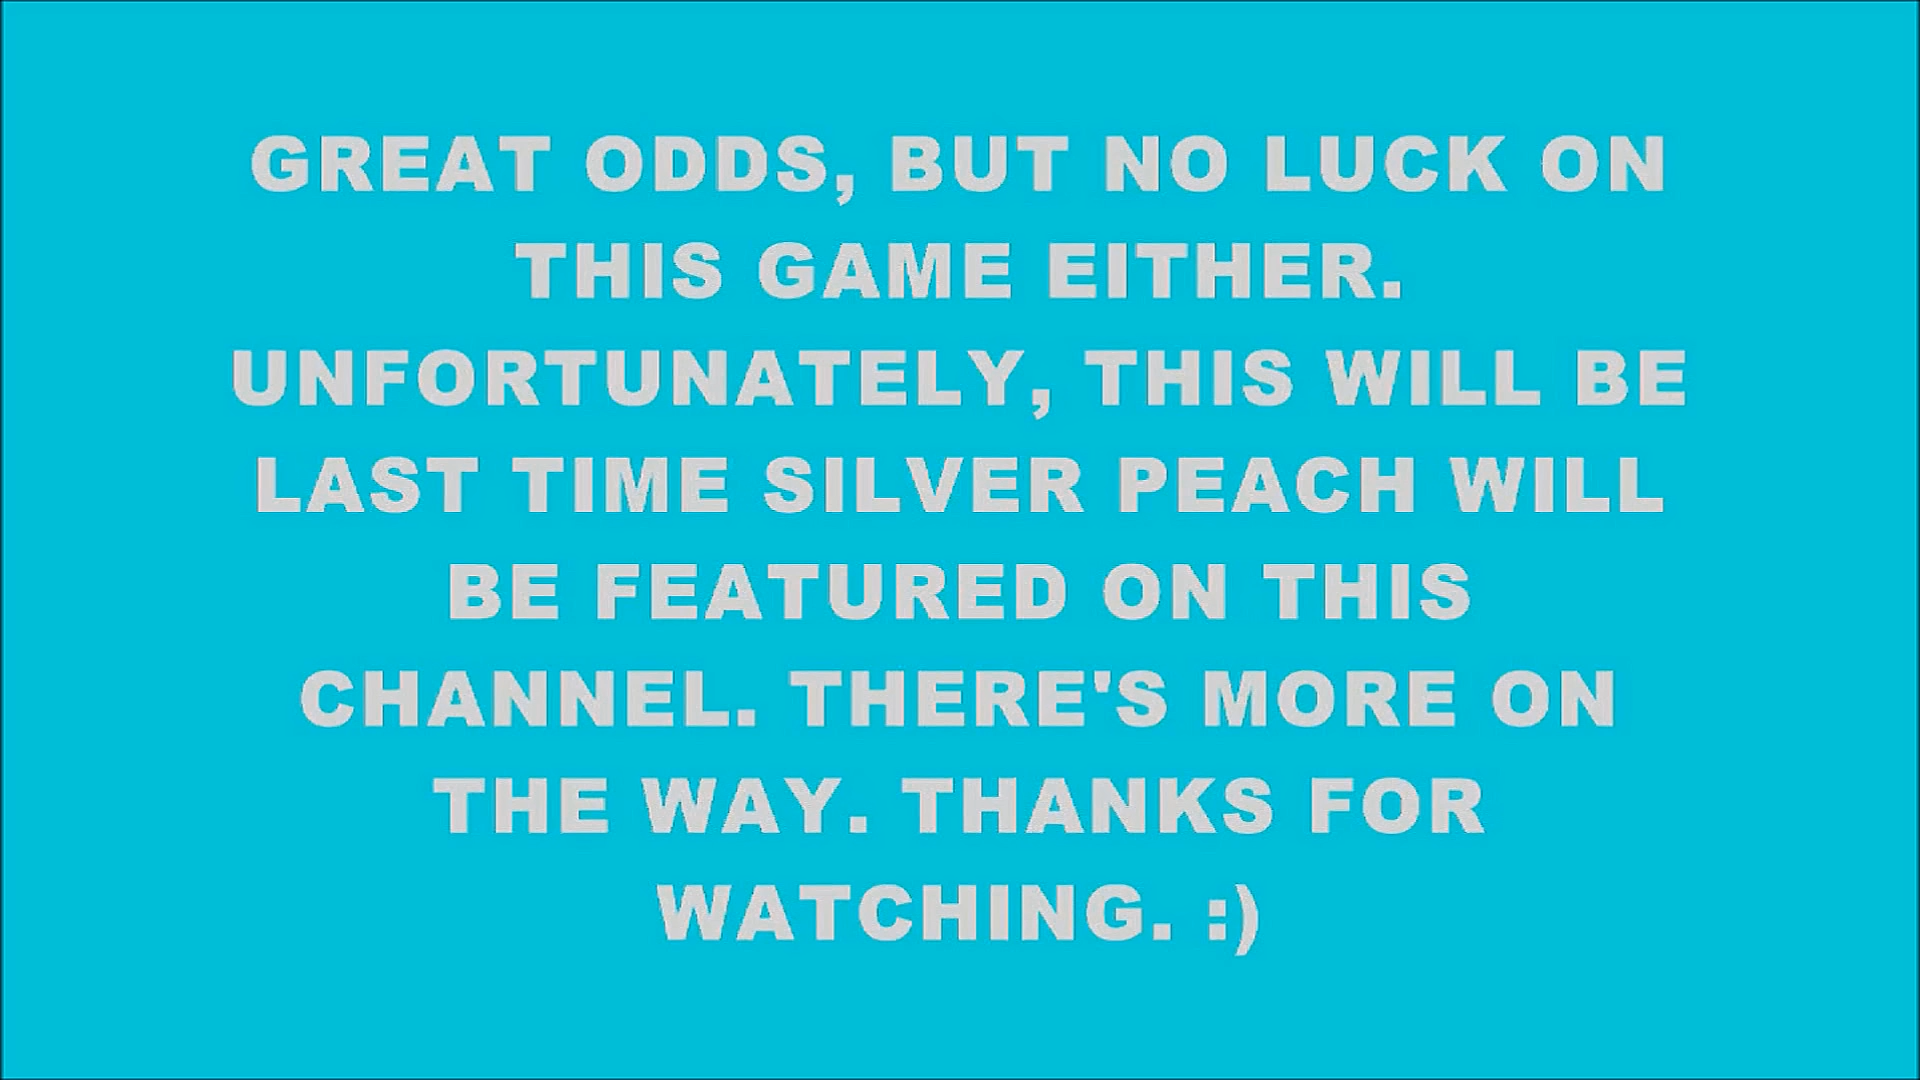 GREAT ODDS, BUT NO LUCK ON
THIS GAME EITHER.
UNFORTUNATELY, THIS WILL BE
LAST TIME SILVER PEACH WILL
BE FEATURED ON THIS
CHANNEL. THERE'S MORE ON
THE WAY. THANKS FOR
WATCHING. :)